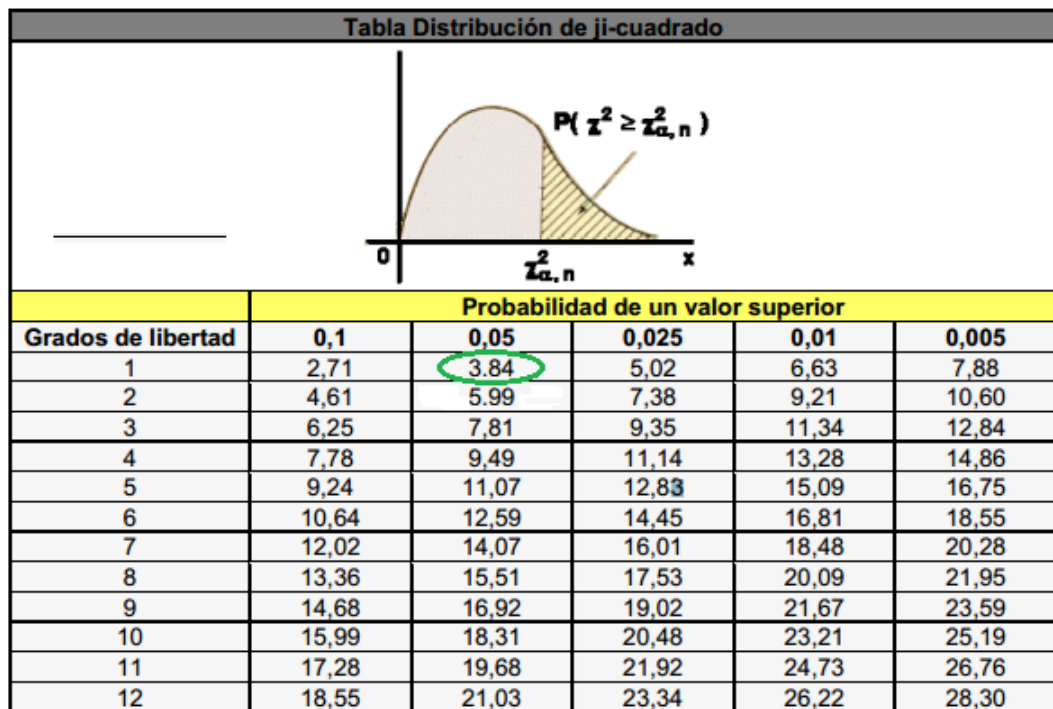 Tabla Distribución de ji-cuadrado
P( z² ≥ z²α, n )
0 z²α, n x
Probabilidad de un valor superior
Grados de libertad 0,1 0,05 0,025 0,01 0,005
1 2,71 3.84 5,02 6,63 7,88
2 4,61 5.99 7,38 9,21 10,60
3 6,25 7,81 9,35 11,34 12,84
4 7,78 9,49 11,14 13,28 14,86
5 9,24 11,07 12,83 15,09 16,75
6 10,64 12,59 14,45 16,81 18,55
7 12,02 14,07 16,01 18,48 20,28
8 13,36 15,51 17,53 20,09 21,95
9 14,68 16,92 19,02 21,67 23,59
10 15,99 18,31 20,48 23,21 25,19
11 17,28 19,68 21,92 24,73 26,76
12 18,55 21,03 23,34 26,22 28,30